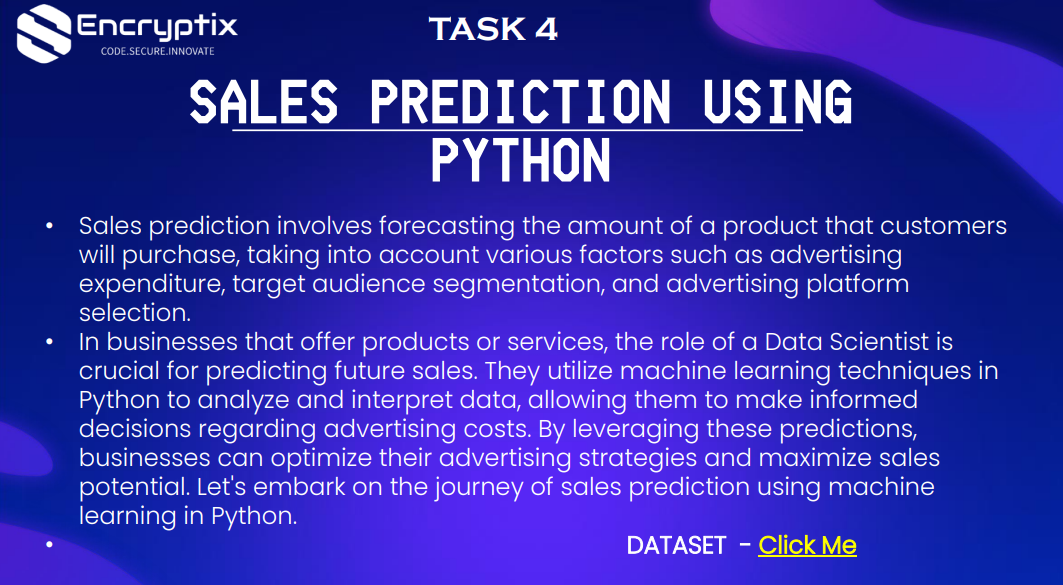 Encryptix
CODE.SECURE.INNOVATE
TASK 4
SALES PREDICTION USING
PYTHON
• Sales prediction involves forecasting the amount of a product that customers
will purchase, taking into account various factors such as advertising
expenditure, target audience segmentation, and advertising platform
selection.
• In businesses that offer products or services, the role of a Data Scientist is
crucial for predicting future sales. They utilize machine learning techniques in
Python to analyze and interpret data, allowing them to make informed
decisions regarding advertising costs. By leveraging these predictions,
businesses can optimize their advertising strategies and maximize sales
potential. Let's embark on the journey of sales prediction using machine
learning in Python.
• DATASET - Click Me